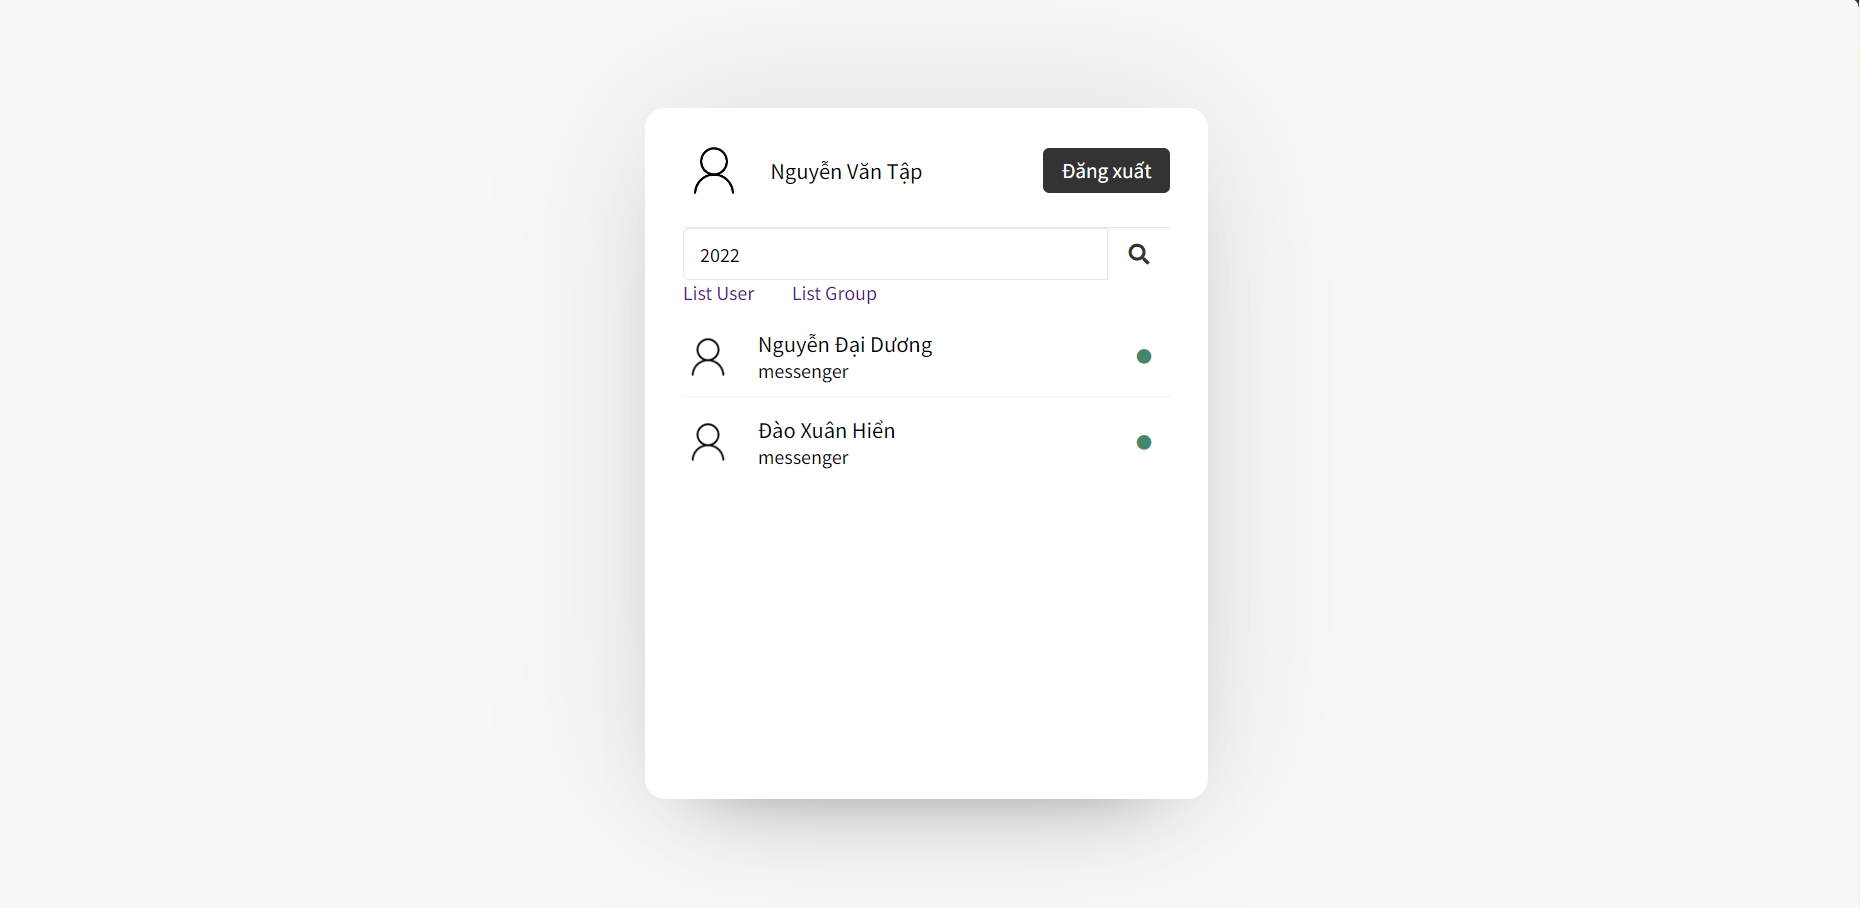 Nguyễn Văn Tập
Đăng xuất
2022
List User
List Group
Nguyễn Đại Dương
messenger
Đào Xuân Hiển
messenger